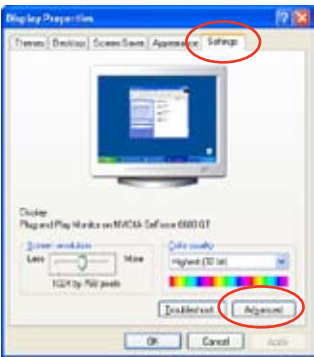 Display Properties
Themes Desktop Screen Saver Appearance Settings
Display:
Plug and Play Monitor on NVIDIA GeForce 6600 GT
Screen resolution
Less More
1024 by 768 pixels
Color quality
Highest (32 bit)
Troubleshoot... Advanced
OK Cancel Apply